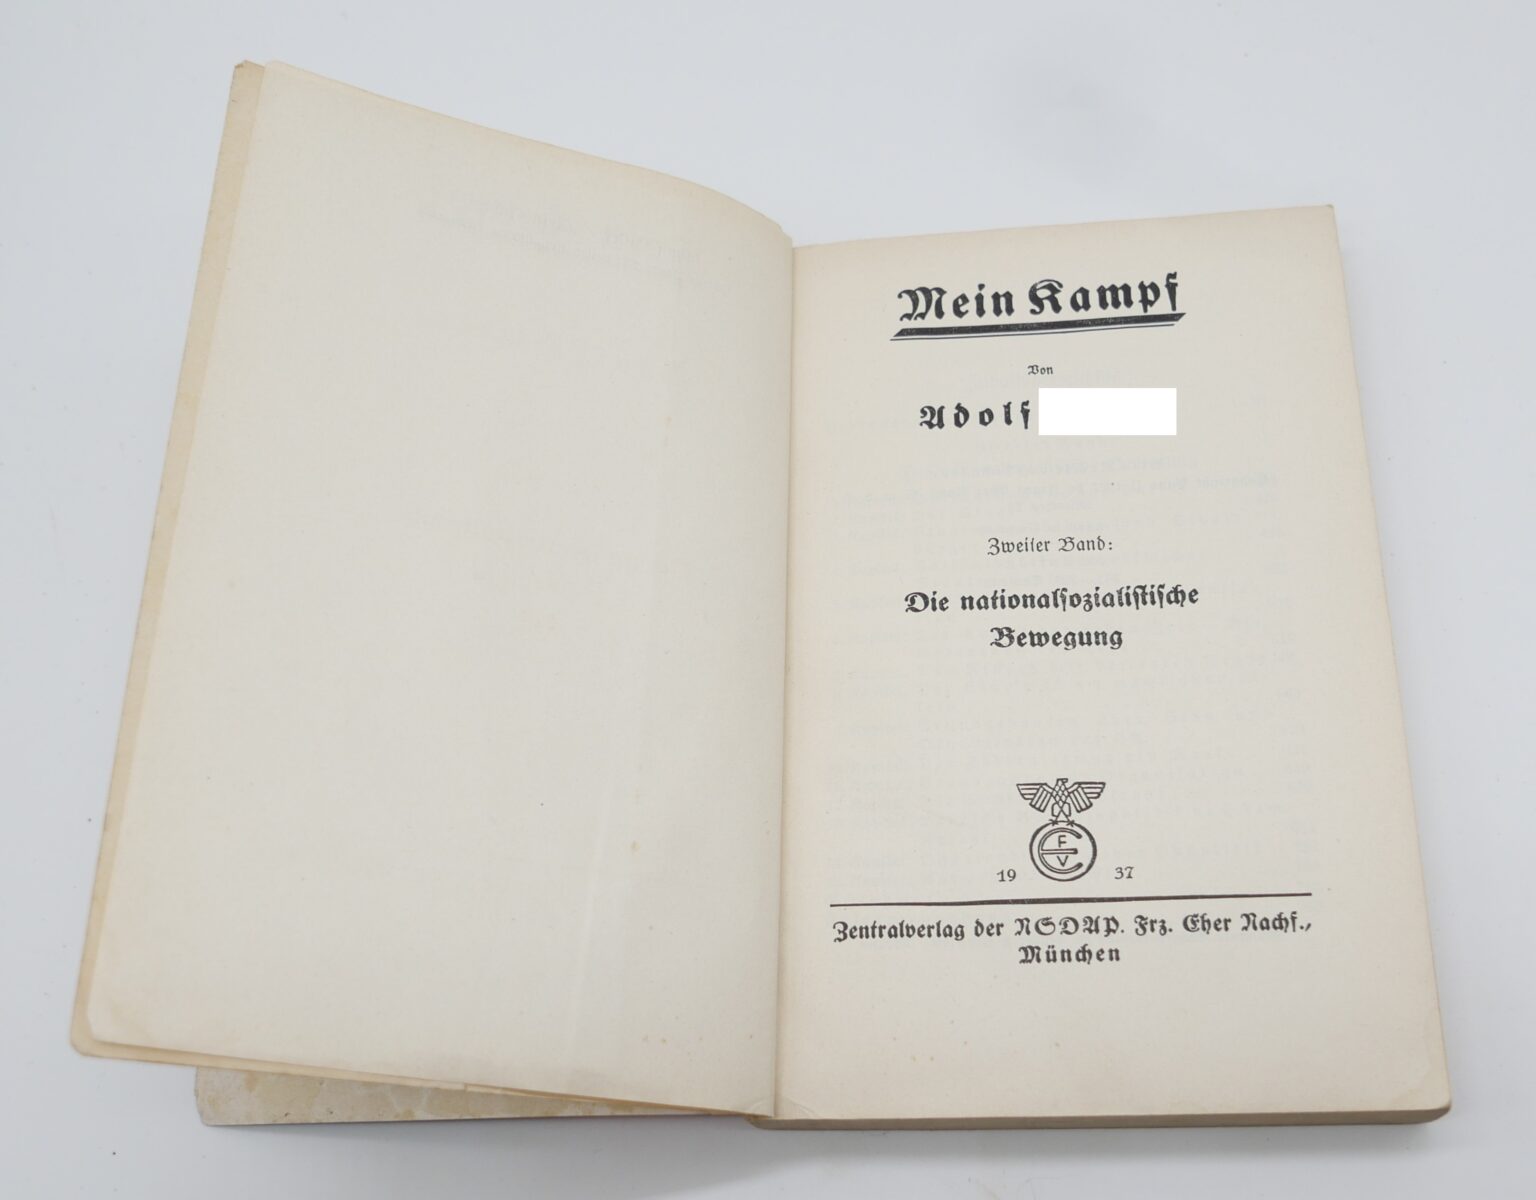 Mein Kampf
Von
Adolf
Zweiter Band:
Die nationalsozialistische
Bewegung
F
V
19 37
Zentralverlag der NSDAP. Frz. Eher Nachf.,
München